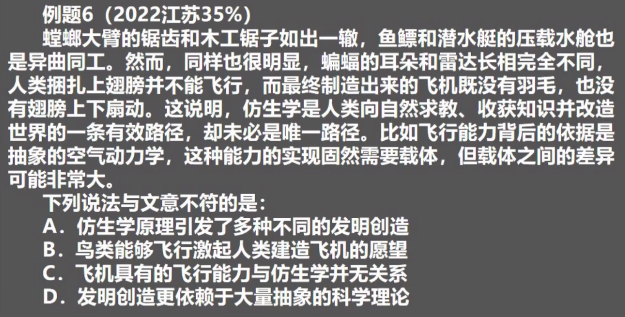 例题6（2022江苏35%）
螳螂大臂的锯齿和木工锯子如出一辙，鱼鳔和潜水艇的压载水舱也
是异曲同工。然而，同样也很明显，蝙蝠的耳朵和雷达长相完全不同，
人类捆扎上翅膀并不能飞行，而最终制造出来的飞机既没有羽毛，也没
有翅膀上下扇动。这说明，仿生学是人类向自然求教、收获知识并改造
世界的一条有效路径，却未必是唯一路径。比如飞行能力背后的依据是
抽象的空气动力学，这种能力的实现固然需要载体，但载体之间的差异
可能非常大。
下列说法与文意不符的是：
A．仿生学原理引发了多种不同的发明创造
B．鸟类能够飞行激起人类建造飞机的愿望
C．飞机具有的飞行能力与仿生学并无关系
D．发明创造更依赖于大量抽象的科学理论